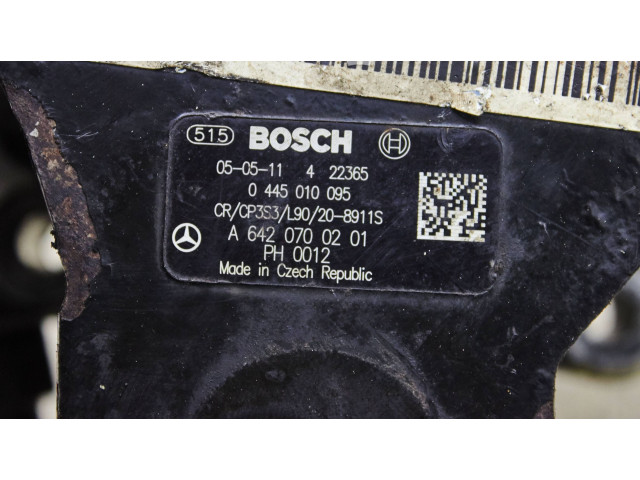 515 BOSCH
05-05-11 4 22365
0 445 010 095
CR/CP3S3/L90/20-8911S
A 642 070 02 01
PH 0012
Made in Czech Republic